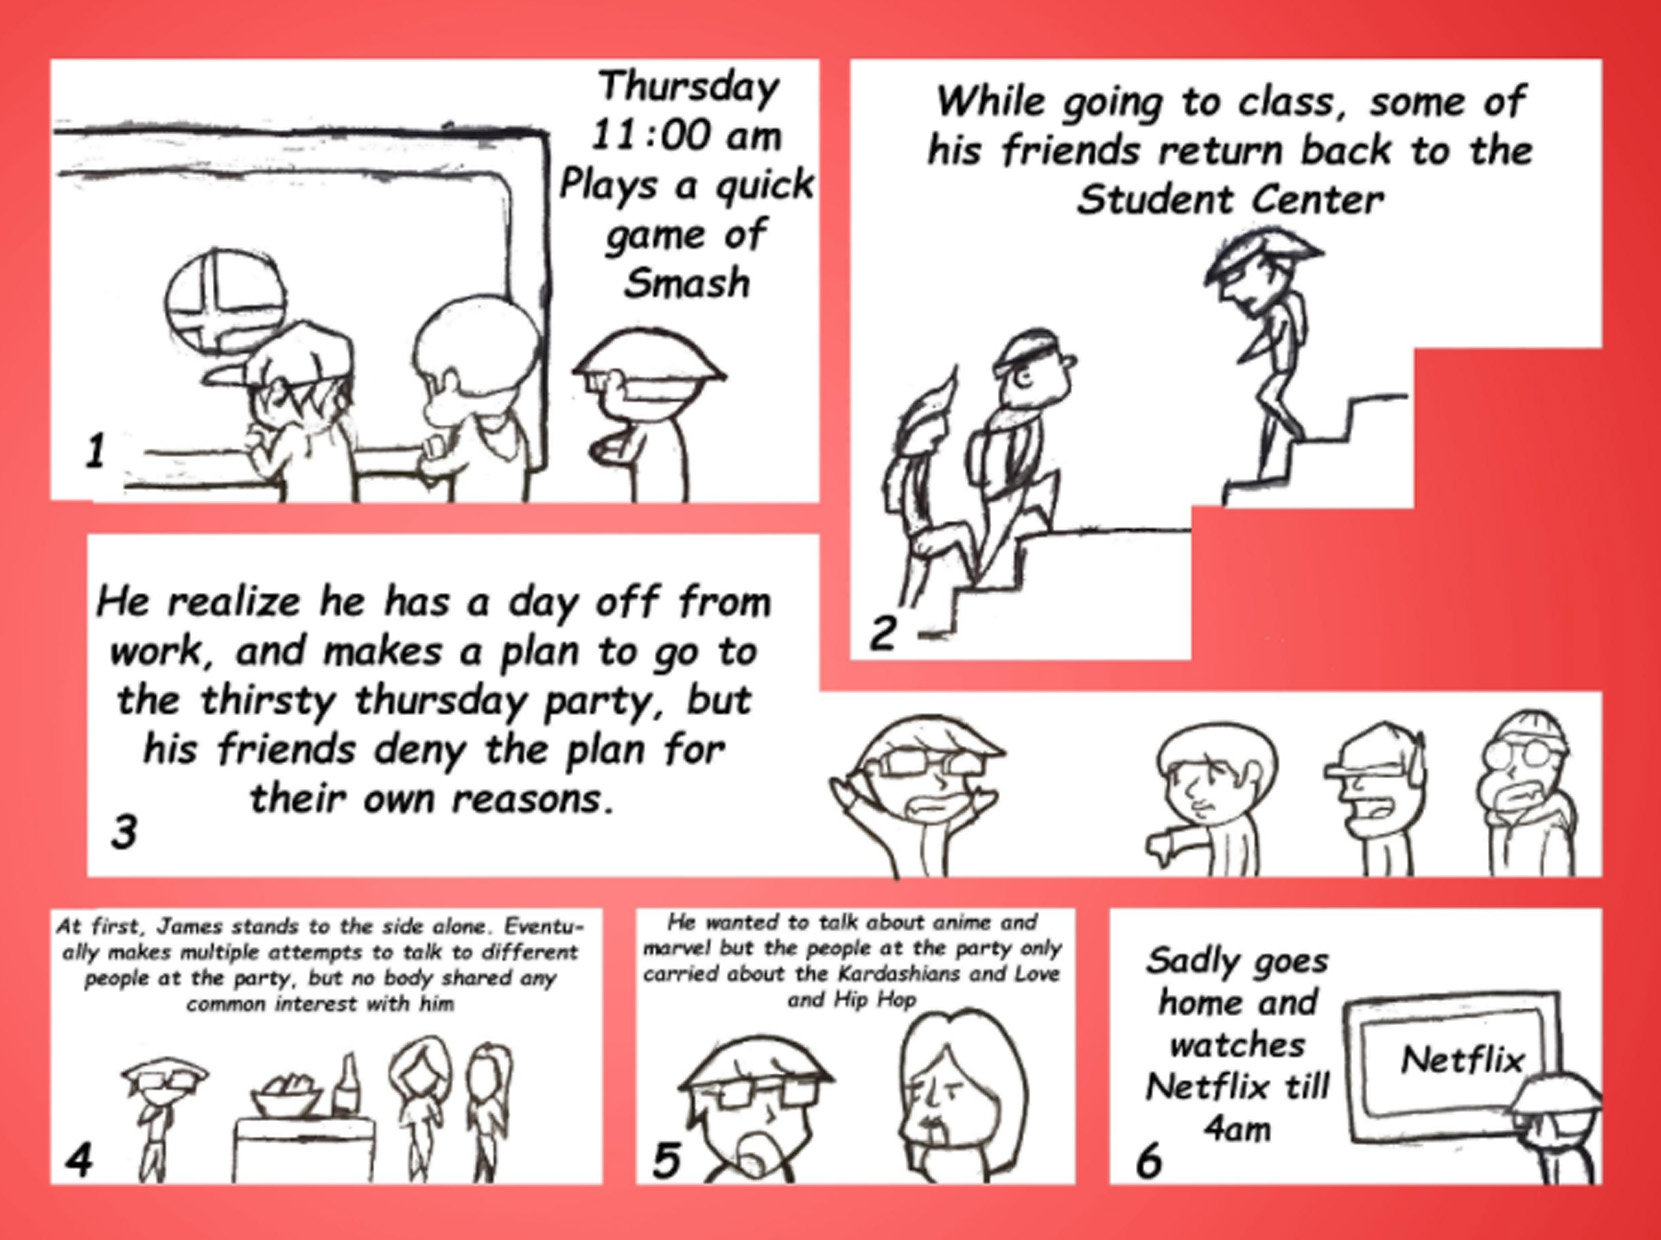 Thursday
11:00 am
Plays a quick
game of
Smash
1
While going to class, some of
his friends return back to the
Student Center
2
He realize he has a day off from
work, and makes a plan to go to
the thirsty thursday party, but
his friends deny the plan for
their own reasons.
3
At first, James stands to the side alone. Eventu-
ally makes multiple attempts to talk to different
people at the party, but no body shared any
common interest with him
4
He wanted to talk about anime and
marvel but the people at the party only
carried about the Kardashians and Love
and Hip Hop
5
Sadly goes
home and
watches
Netflix till
4am
Netflix
6